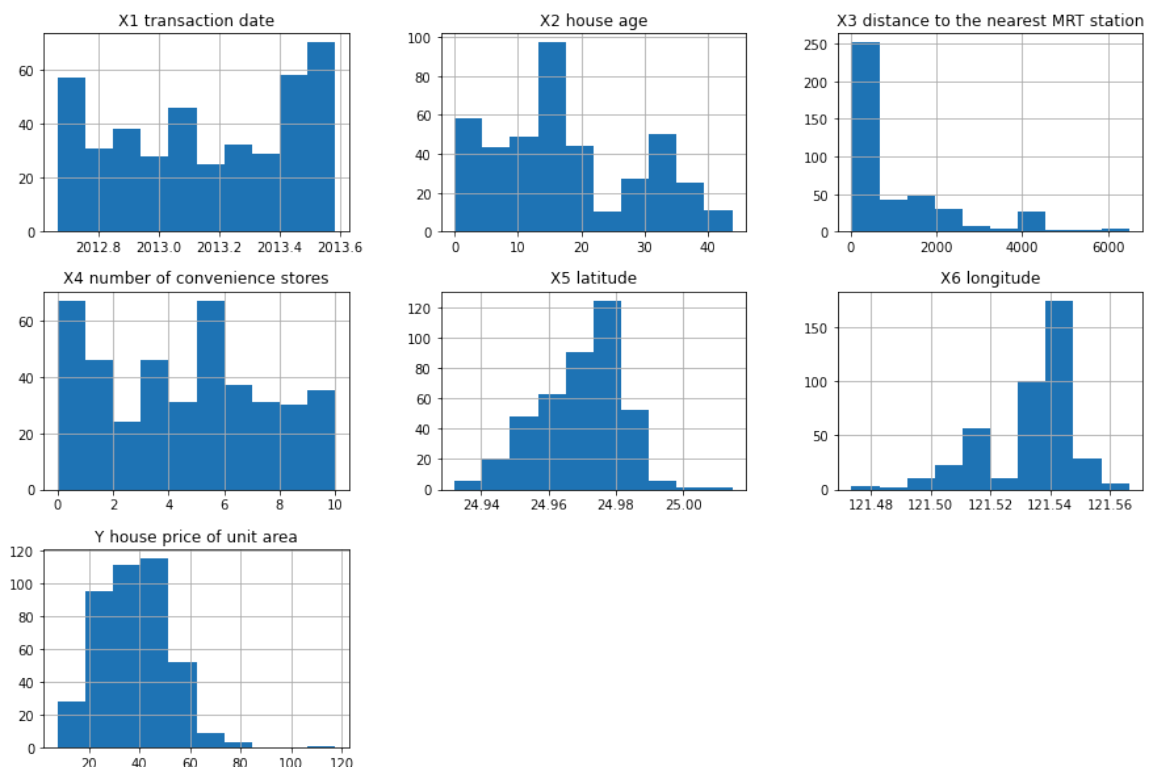 X1 transaction date
60
40
20
0
2012.8 2013.0 2013.2 2013.4 2013.6
X2 house age
100
80
60
40
20
0
0 10 20 30 40
X3 distance to the nearest MRT station
250
200
150
100
50
0
0 2000 4000 6000
X4 number of convenience stores
60
40
20
0
0 2 4 6 8 10
X5 latitude
120
100
80
60
40
20
0
24.94 24.96 24.98 25.00
X6 longitude
150
100
50
0
121.48 121.50 121.52 121.54 121.56
Y house price of unit area
120
100
80
60
40
20
0
20 40 60 80 100 120